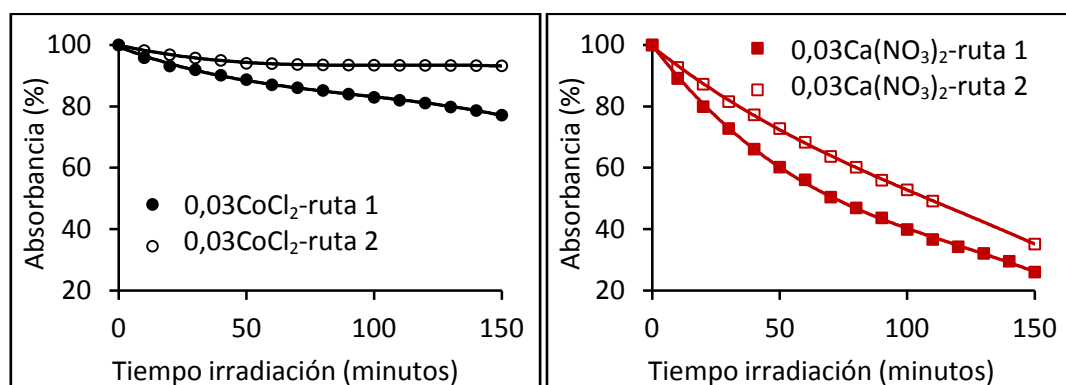 100
80
60
40
20
Absorbancia (%)
0,03CoCl₂-ruta 1
0,03CoCl₂-ruta 2
0
50
100
150
Tiempo irradiación (minutos)
100
80
60
40
20
Absorbancia (%)
0,03Ca(NO₃)₂-ruta 1
0,03Ca(NO₃)₂-ruta 2
0
50
100
150
Tiempo irradiación (minutos)